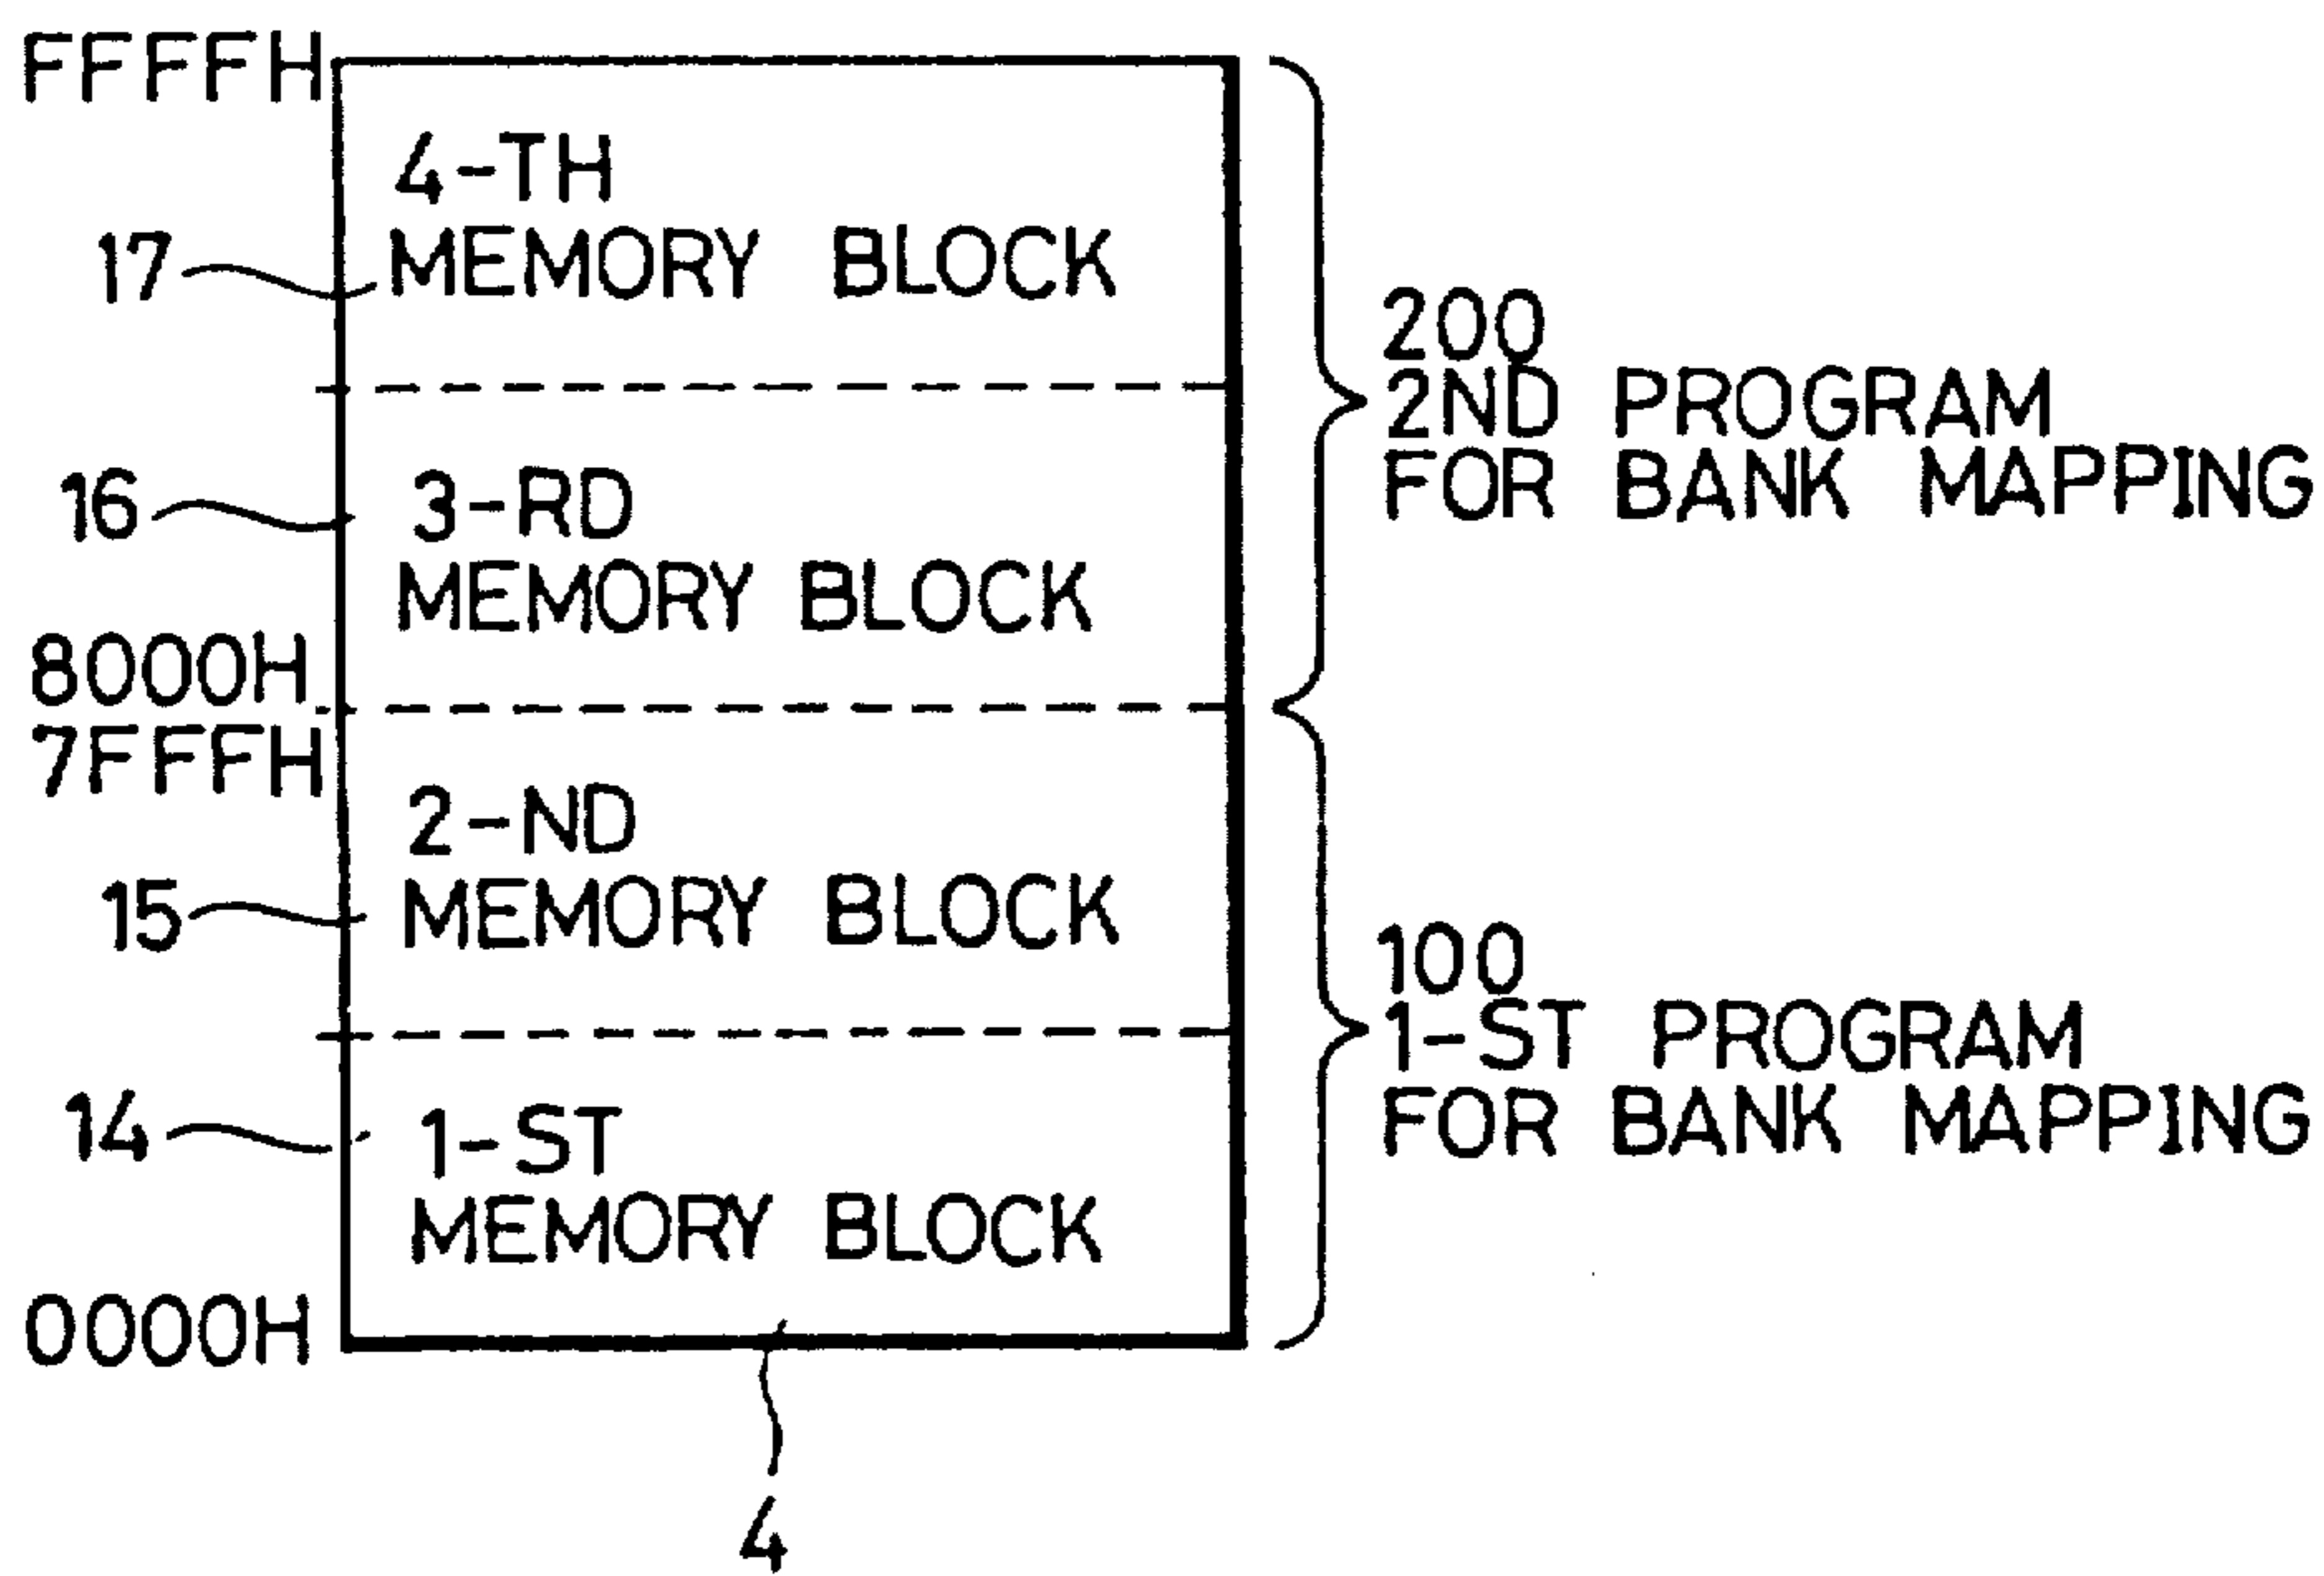 FFFFH
4-TH
17 MEMORY BLOCK
200
2ND PROGRAM
FOR BANK MAPPING
16 3-RD
MEMORY BLOCK
8000H
7FFFH
2-ND
15 MEMORY BLOCK
100
1-ST PROGRAM
FOR BANK MAPPING
14 1-ST
MEMORY BLOCK
0000H
4